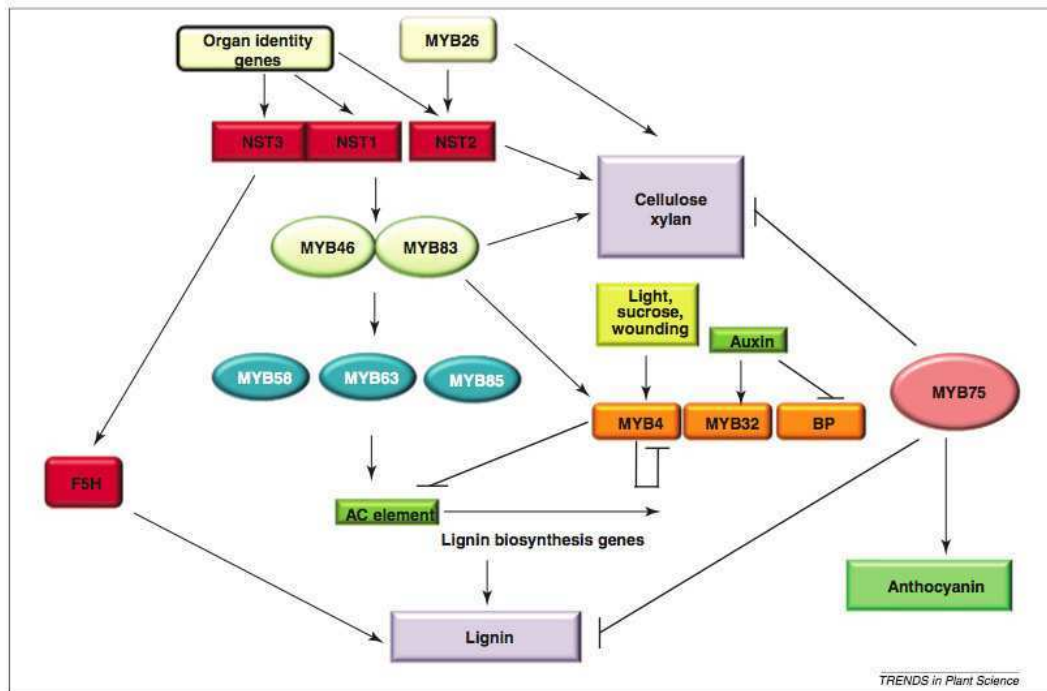 Organ identity
genes
MYB26
NST3
NST1
NST2
Cellulose
xylan
MYB46
MYB83
Light,
sucrose,
wounding
Auxin
MYB58
MYB63
MYB85
MYB75
MYB4
MYB32
BP
F5H
AC element
Lignin biosynthesis genes
Anthocyanin
Lignin
TRENDS in Plant Science